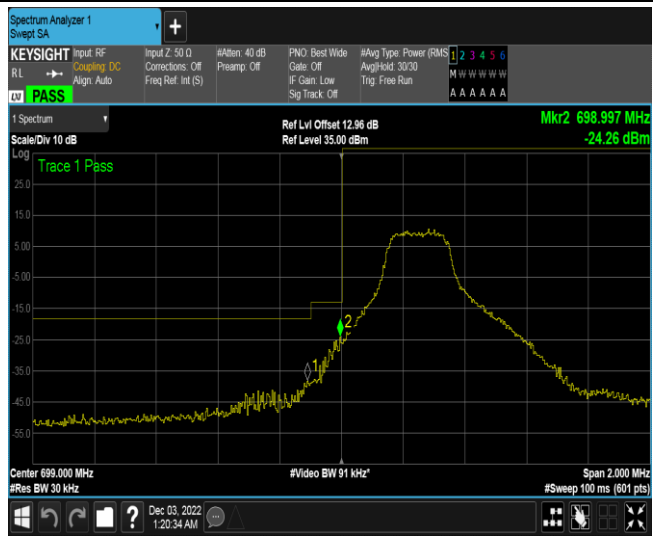 Spectrum Analyzer 1
Swept SA
KEYSIGHT
RL
PASS
Input: RF
Coupling: DC
Align: Auto
Input Z: 50 Ω
Corrections: Off
Freq Ref: Int (S)
#Atten: 40 dB
Preamp: Off
PNO: Best Wide
Gate: Off
IF Gain: Low
Sig Track: Off
#Avg Type: Power (RMS
Avg|Hold: 30/30
Trig: Free Run
1 2 3 4 5 6
M W W W W W
A A A A A A
1 Spectrum
Scale/Div 10 dB
Ref Lvl Offset 12.96 dB
Ref Level 35.00 dBm
Mkr2 698.997 MHz
-24.26 dBm
Log
Trace 1 Pass
25.0
15.0
5.00
-5.00
-15.0
-25.0
-35.0
-45.0
-55.0
2
1
Center 699.000 MHz
#Res BW 30 kHz
#Video BW 91 kHz*
Span 2.000 MHz
#Sweep 100 ms (601 pts)
?
Dec 03, 2022
1:20:34 AM